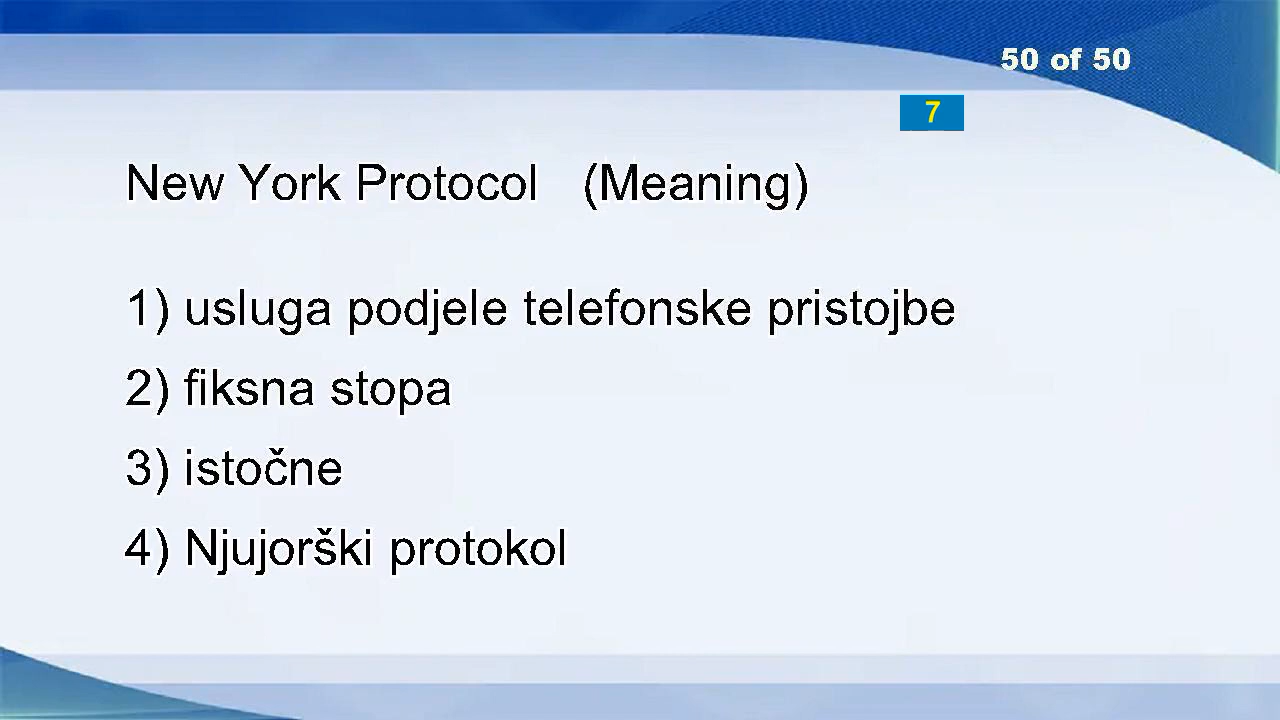 50 of 50
7
New York Protocol (Meaning)
1) usluga podjele telefonske pristojbe
2) fiksna stopa
3) istočne
4) Njujorški protokol